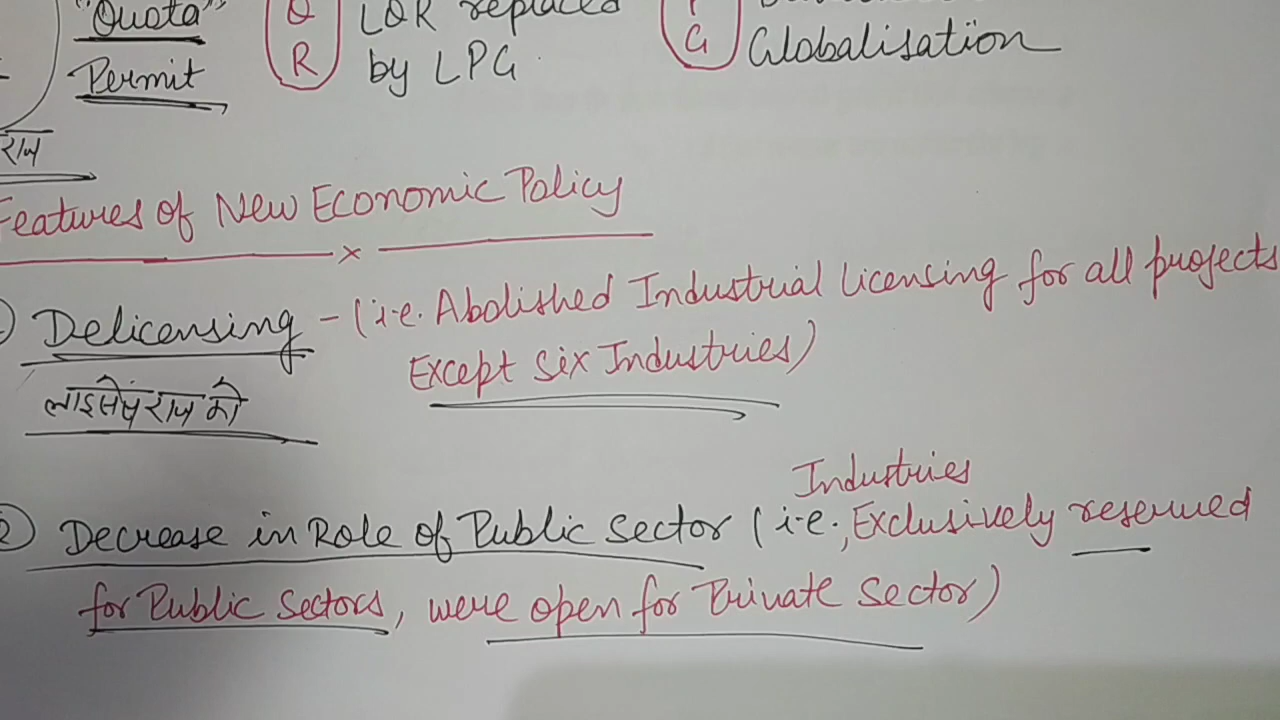 "Quota"
Permit
Q
R
LQR replaced
by LPG.
G
Globalisation
राज
Features of New Economic Policy
x
Delicensing - (i.e. Abolished Industrial Licensing for all projects
Except Six Industries)
Industries
② Decrease in Role of Public Sector (i.e., Exclusively reserved
for Public Sectors, were open for Private Sector)